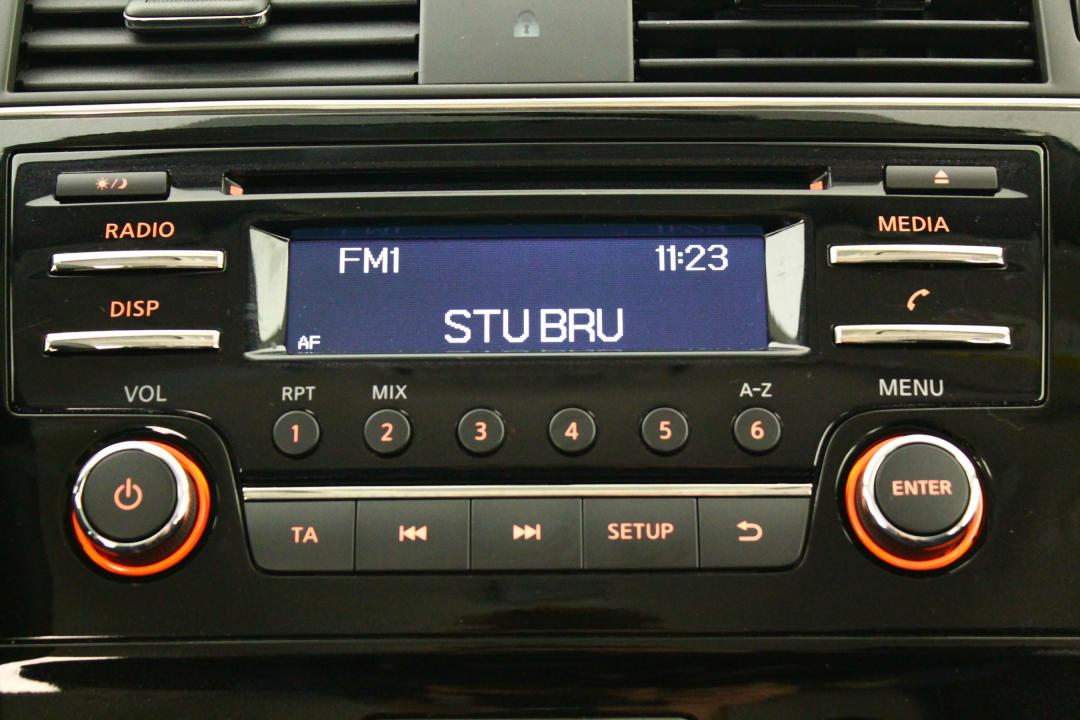 RADIO
MEDIA
FM1 11:23
DISP
STU BRU
AF
VOL
RPT MIX A-Z
MENU
1 2 3 4 5 6
ENTER
TA SETUP